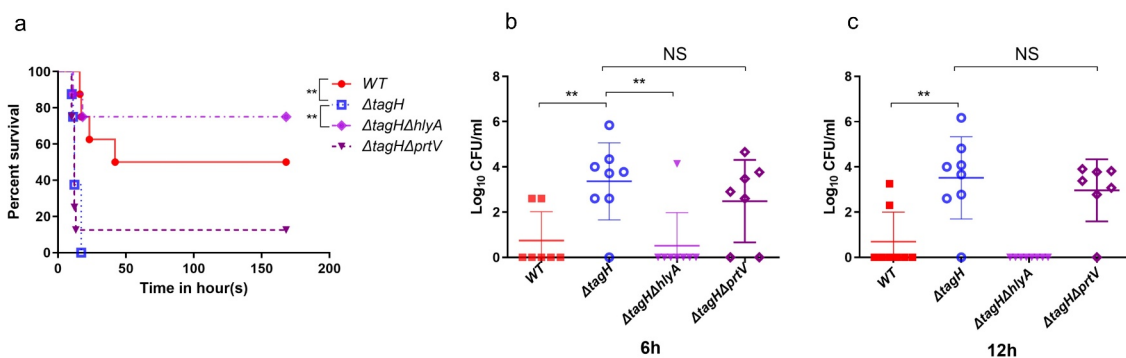 a
100
80
60
40
20
0
Percent survival
0 50 100 150 200
Time in hour(s)
**
**
WT
ΔtagH
ΔtagHΔhlyA
ΔtagHΔprtV
b
NS
**
**
8
6
4
2
0
Log10 CFU/ml
WT
ΔtagH
ΔtagHΔhlyA
ΔtagHΔprtV
6h
c
NS
**
8
6
4
2
0
Log10 CFU/ml
WT
ΔtagH
ΔtagHΔhlyA
ΔtagHΔprtV
12h